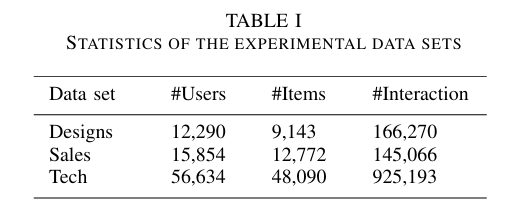 TABLE I
STATISTICS OF THE EXPERIMENTAL DATA SETS
Data set #Users #Items #Interaction
Designs 12,290 9,143 166,270
Sales 15,854 12,772 145,066
Tech 56,634 48,090 925,193